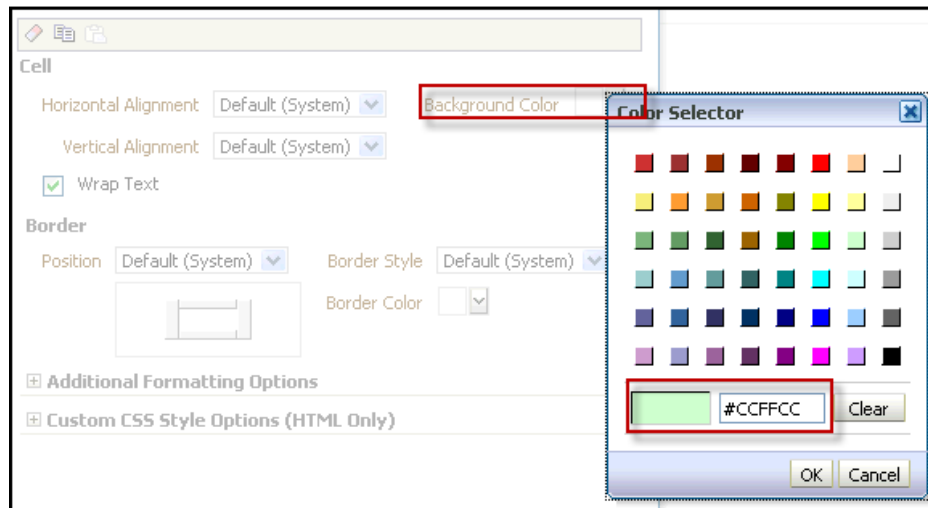 Cell
Horizontal Alignment Default (System) Background Color
Vertical Alignment Default (System)
Wrap Text
Border
Position Default (System) Border Style Default (System)
Border Color
Additional Formatting Options
Custom CSS Style Options (HTML Only)
Color Selector
#CCFFCC Clear
OK Cancel